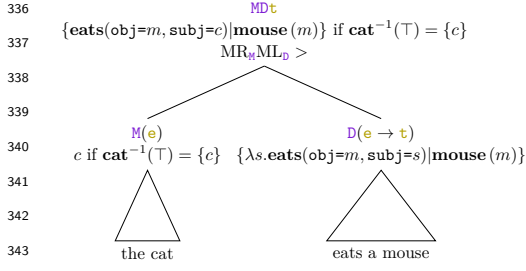 336 MDt
{eats(obj=m, subj=c)|mouse(m)} if cat⁻¹(⊤) = {c}
337 MR_M ML_D >
338
339
M(e) D(e → t)
340 c if cat⁻¹(⊤) = {c} {λs.eats(obj=m, subj=s)|mouse(m)}
341
342
343 the cat eats a mouse